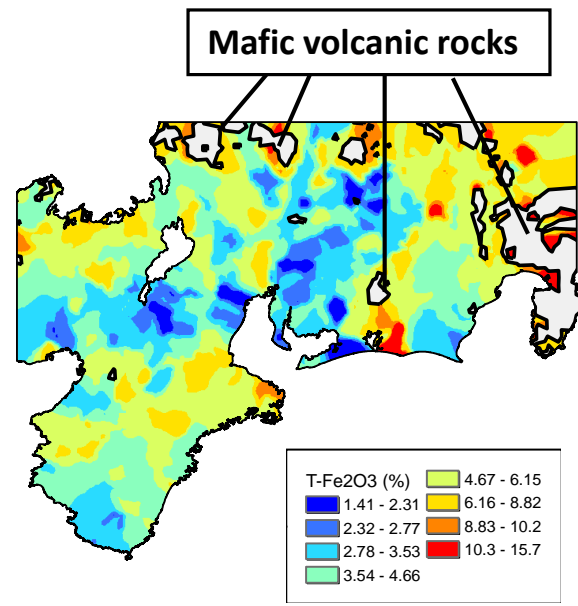 Mafic volcanic rocks
T-Fe2O3 (%)
1.41 - 2.31
2.32 - 2.77
2.78 - 3.53
3.54 - 4.66
4.67 - 6.15
6.16 - 8.82
8.83 - 10.2
10.3 - 15.7